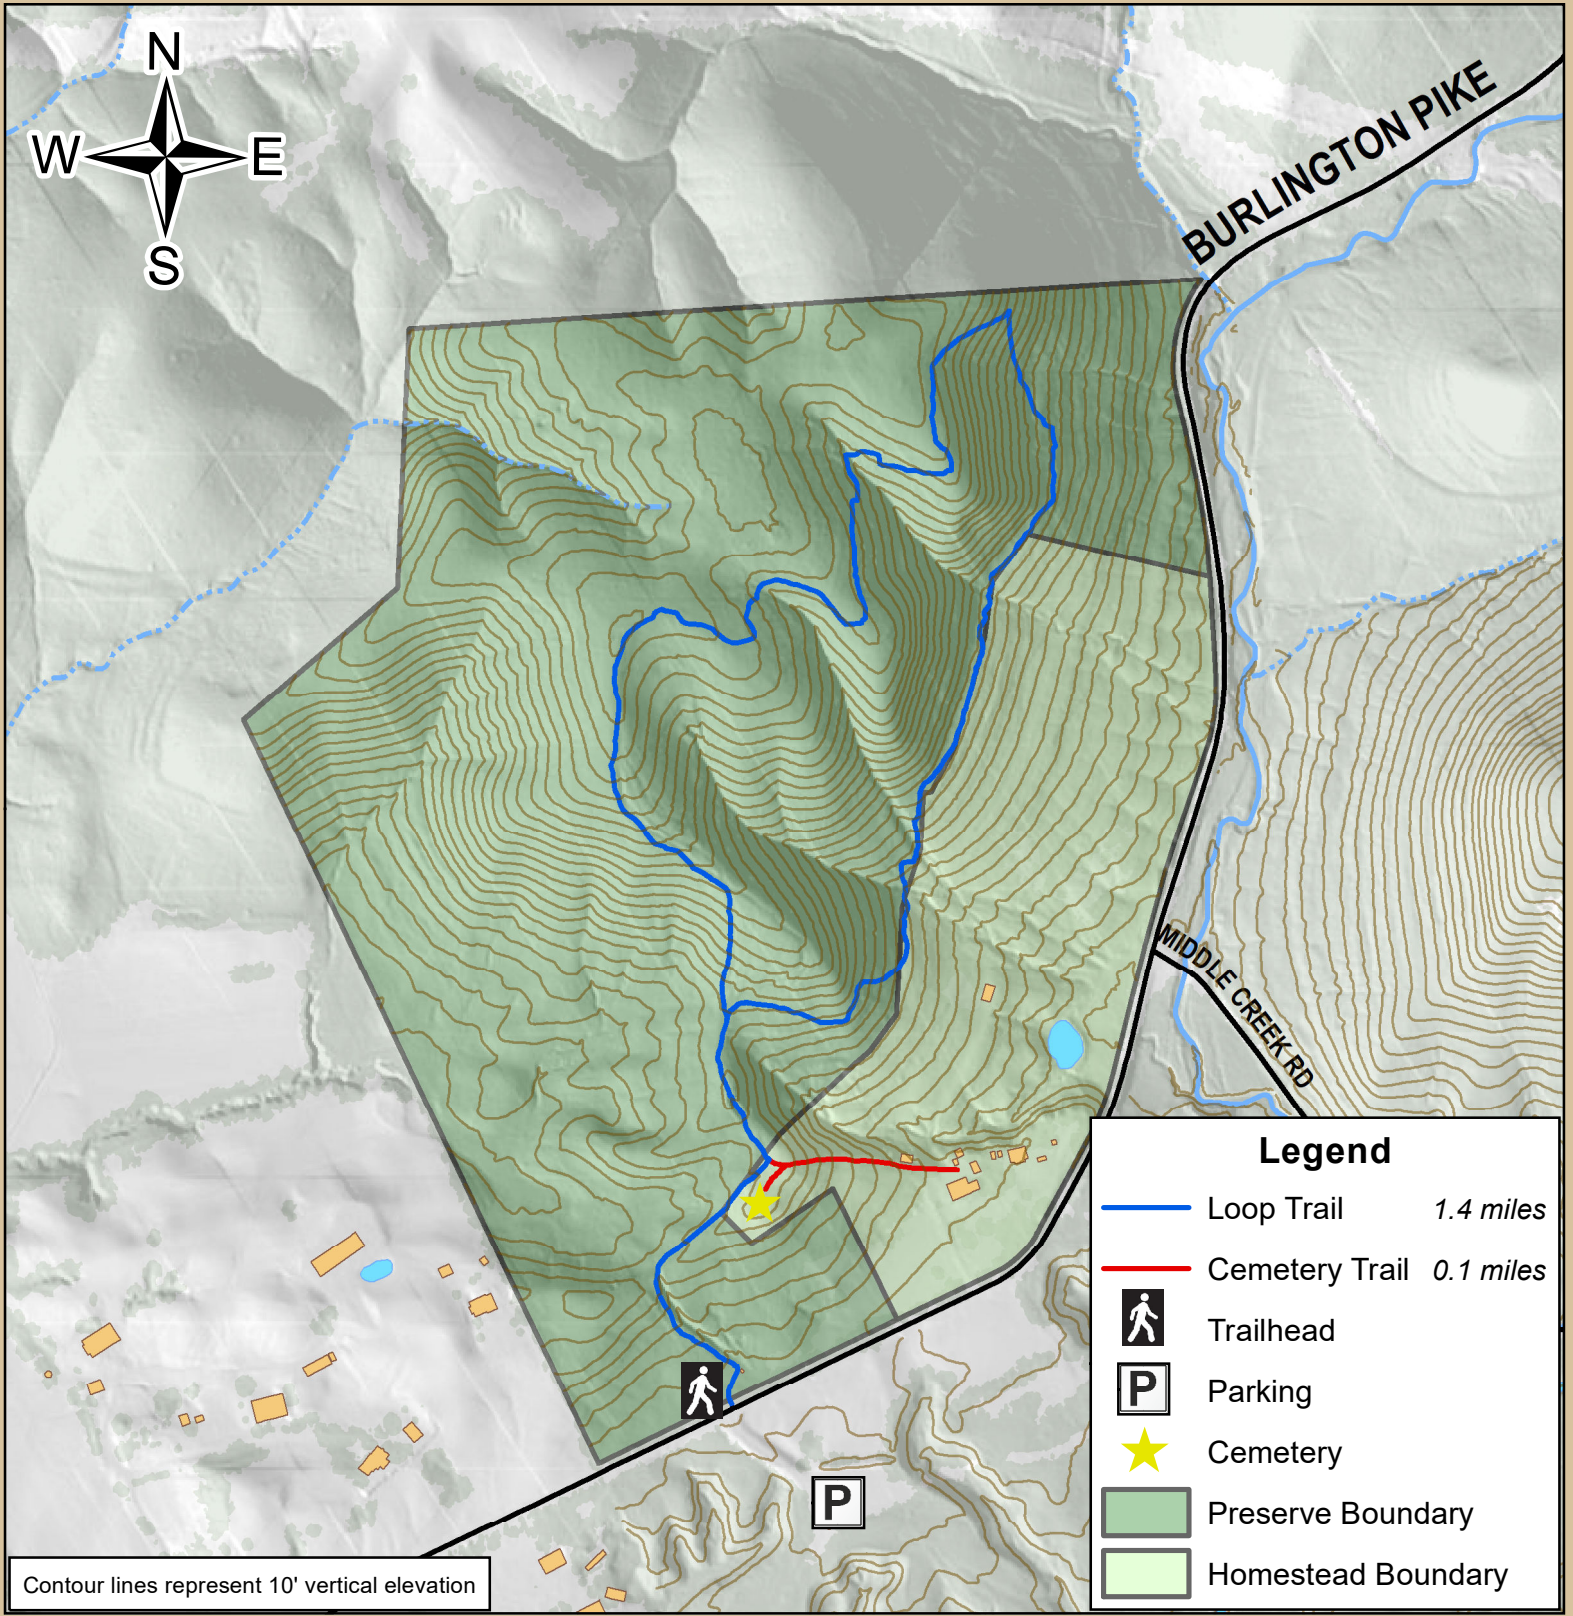 N
W E
S
BURLINGTON PIKE
MIDDLE CREEK RD
P
Legend
Loop Trail 1.4 miles
Cemetery Trail 0.1 miles
Trailhead
P Parking
Cemetery
Preserve Boundary
Homestead Boundary
Contour lines represent 10' vertical elevation